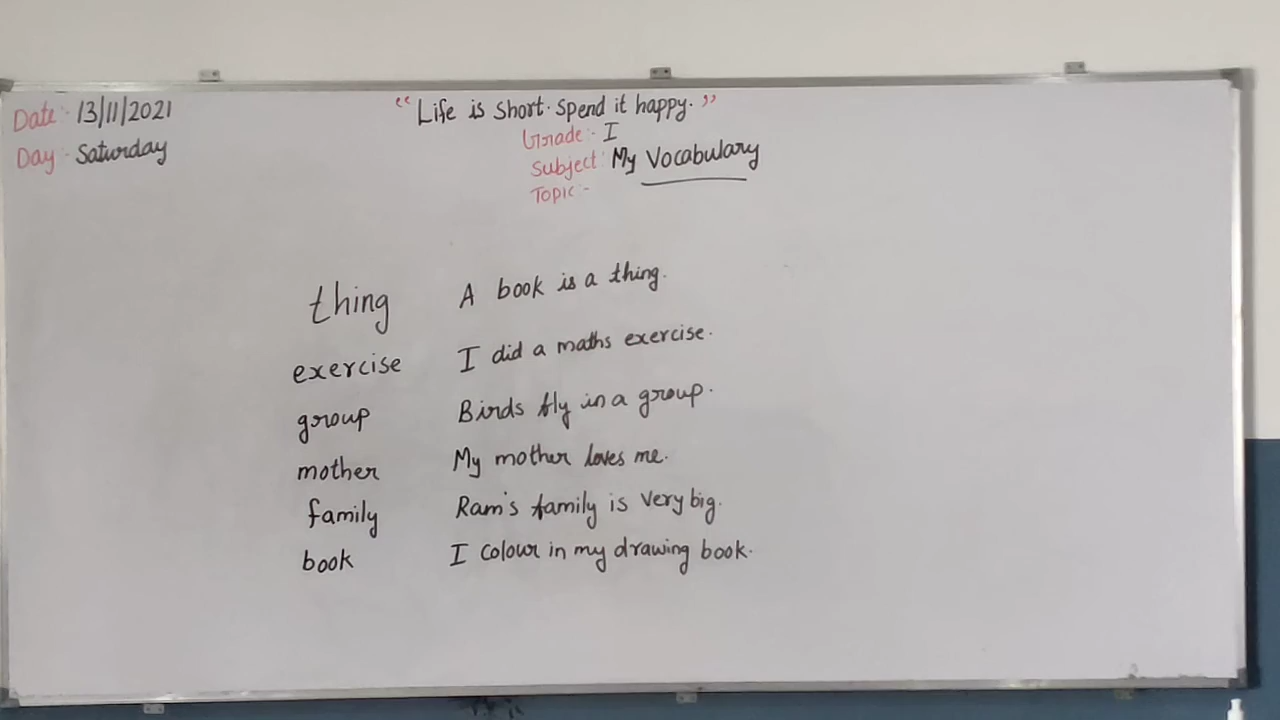 Date:- 13/11/2021
"Life is short. Spend it happy."
Day:- Saturday
Grade:- I
Subject: My Vocabulary
Topic:-
thing A book is a thing.
exercise I did a maths exercise.
group Birds fly in a group.
mother My mother loves me.
family Ram's family is very big.
book I colour in my drawing book.